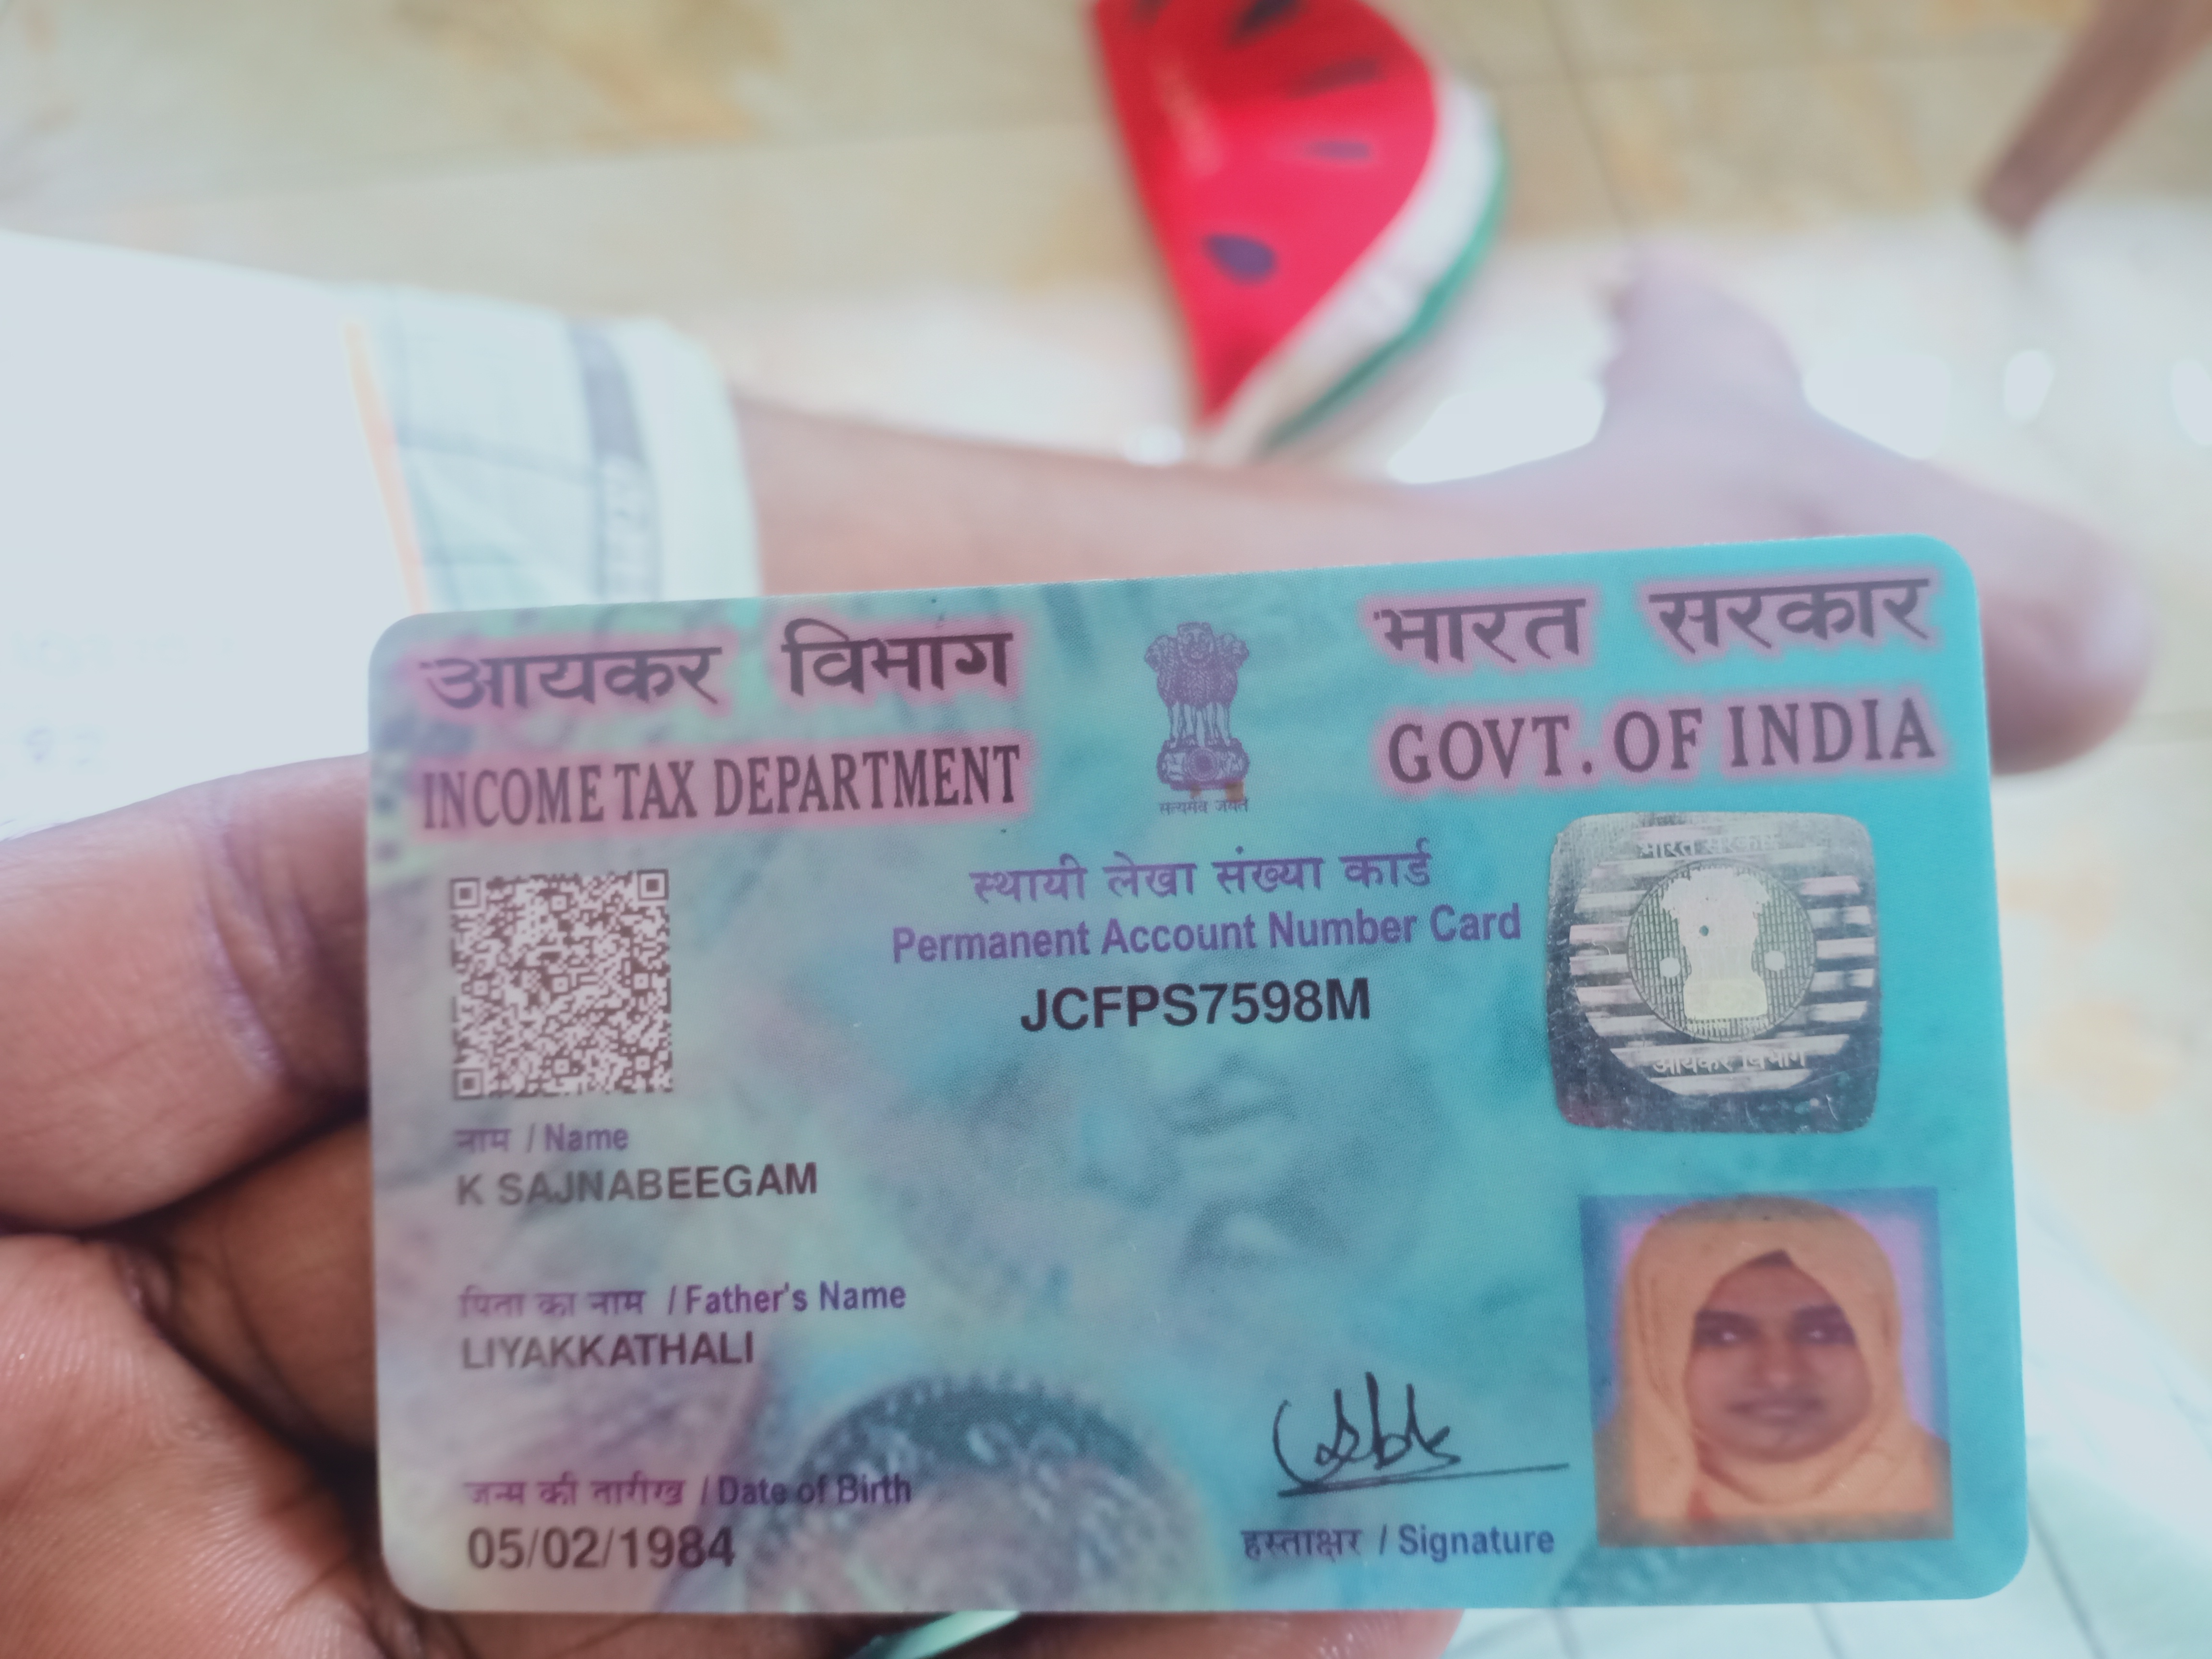 आयकर विभाग
INCOME TAX DEPARTMENT
भारत सरकार
GOVT. OF INDIA
सत्यमेव जयते
स्थायी लेखा संख्या कार्ड
Permanent Account Number Card
JCFPS7598M
भारत सरकार
आयकर विभाग
नाम / Name
K SAJNABEEGAM
पिता का नाम / Father's Name
LIYAKKATHALI
जन्म की तारीख / Date of Birth
05/02/1984
हस्ताक्षर / Signature